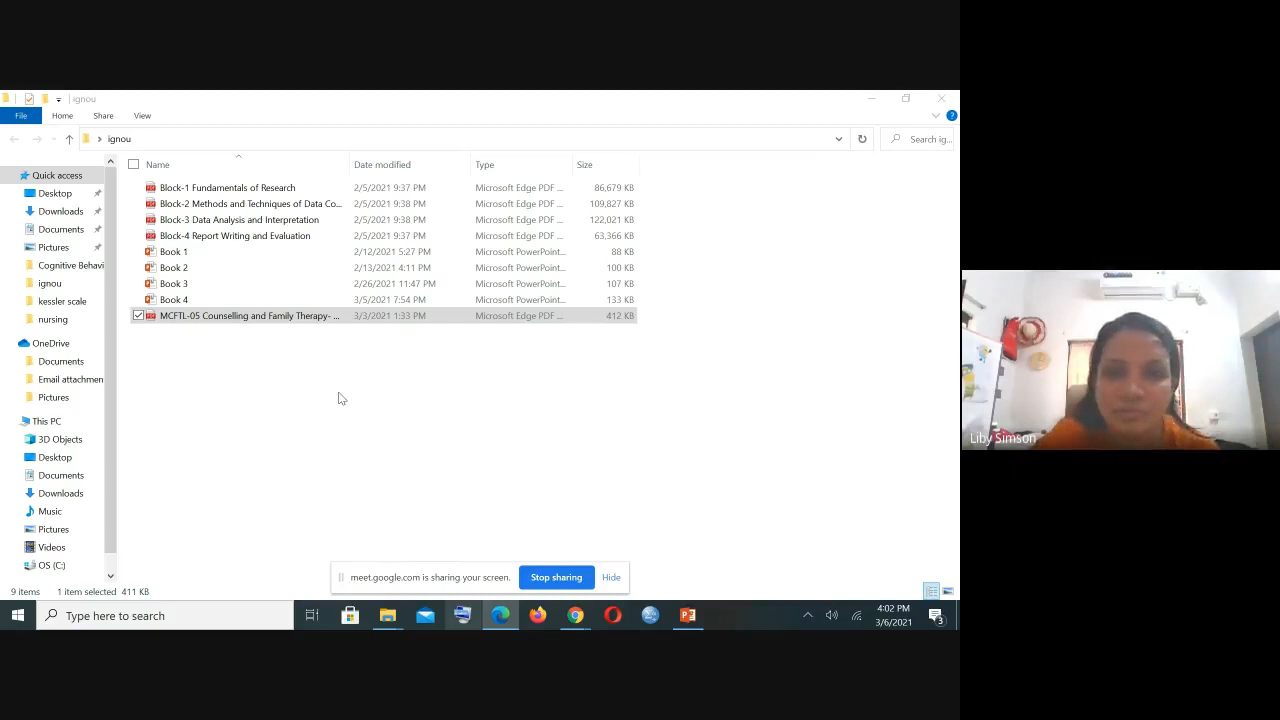 ignou
File Home Share View
ignou
Search ig...
Name Date modified Type Size
Quick access
Desktop
Downloads
Documents
Pictures
Cognitive Behavi
ignou
kessler scale
nursing
OneDrive
Documents
Email attachmen
Pictures
This PC
3D Objects
Desktop
Documents
Downloads
Music
Pictures
Videos
OS (C:)
Block-1 Fundamentals of Research 2/5/2021 9:37 PM Microsoft Edge PDF ... 86,679 KB
Block-2 Methods and Techniques of Data Co... 2/5/2021 9:38 PM Microsoft Edge PDF ... 109,827 KB
Block-3 Data Analysis and Interpretation 2/5/2021 9:38 PM Microsoft Edge PDF ... 122,021 KB
Block-4 Report Writing and Evaluation 2/5/2021 9:37 PM Microsoft Edge PDF ... 63,366 KB
Book 1 2/12/2021 5:27 PM Microsoft PowerPoint... 88 KB
Book 2 2/13/2021 4:11 PM Microsoft PowerPoint... 100 KB
Book 3 2/26/2021 11:47 PM Microsoft PowerPoint... 107 KB
Book 4 3/5/2021 7:54 PM Microsoft PowerPoint... 133 KB
MCFTL-05 Counselling and Family Therapy- ... 3/3/2021 1:33 PM Microsoft Edge PDF ... 412 KB
Liby Simson
meet.google.com is sharing your screen. Stop sharing Hide
9 items 1 item selected 411 KB
Type here to search
4:02 PM
3/6/2021
3